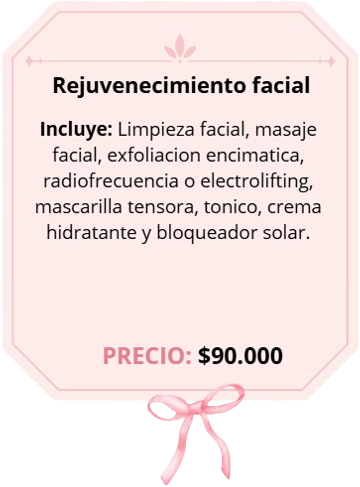 Rejuvenecimiento facial
Incluye: Limpieza facial, masaje
facial, exfoliacion encimatica,
radiofrecuencia o electrolifting,
mascarilla tensora, tonico, crema
hidratante y bloqueador solar.
PRECIO: $90.000